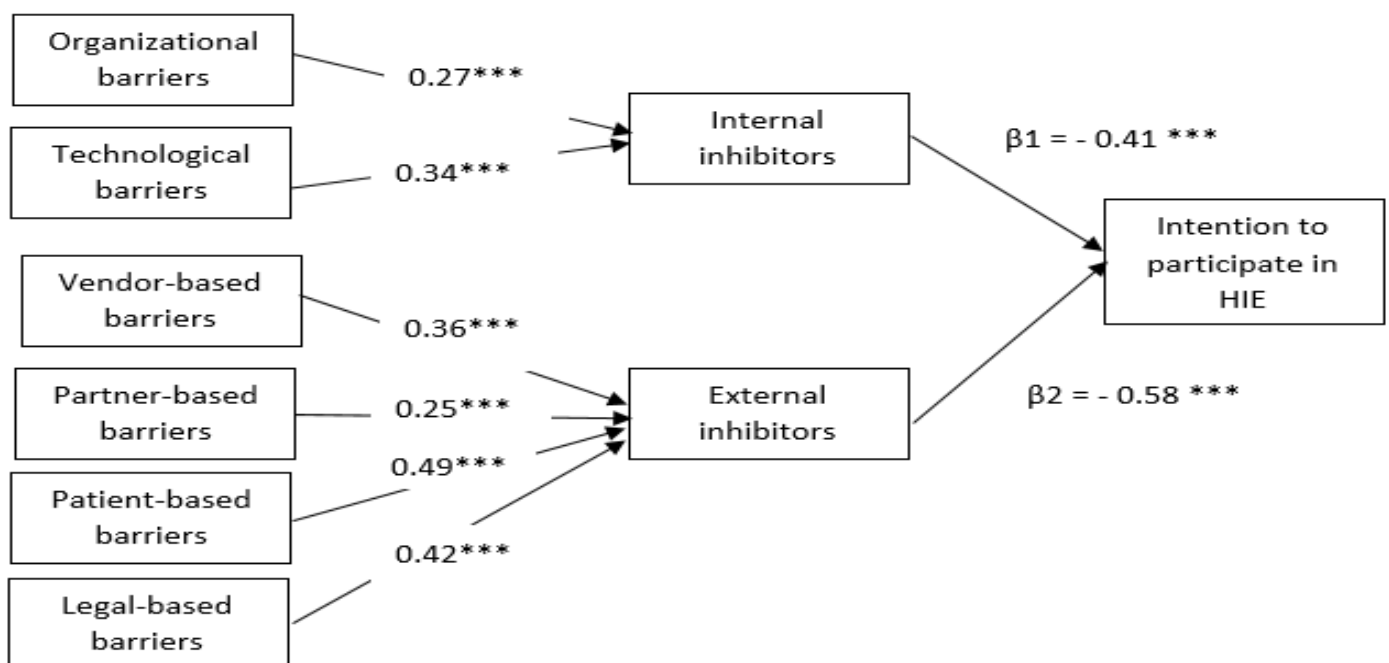 Organizational
barriers
0.27***
Technological
barriers
0.34***
Internal
inhibitors
β1 = - 0.41 ***
Intention to
participate in
HIE
Vendor-based
barriers
0.36***
Partner-based
barriers
0.25***
External
inhibitors
β2 = - 0.58 ***
Patient-based
barriers
0.49***
Legal-based
barriers
0.42***